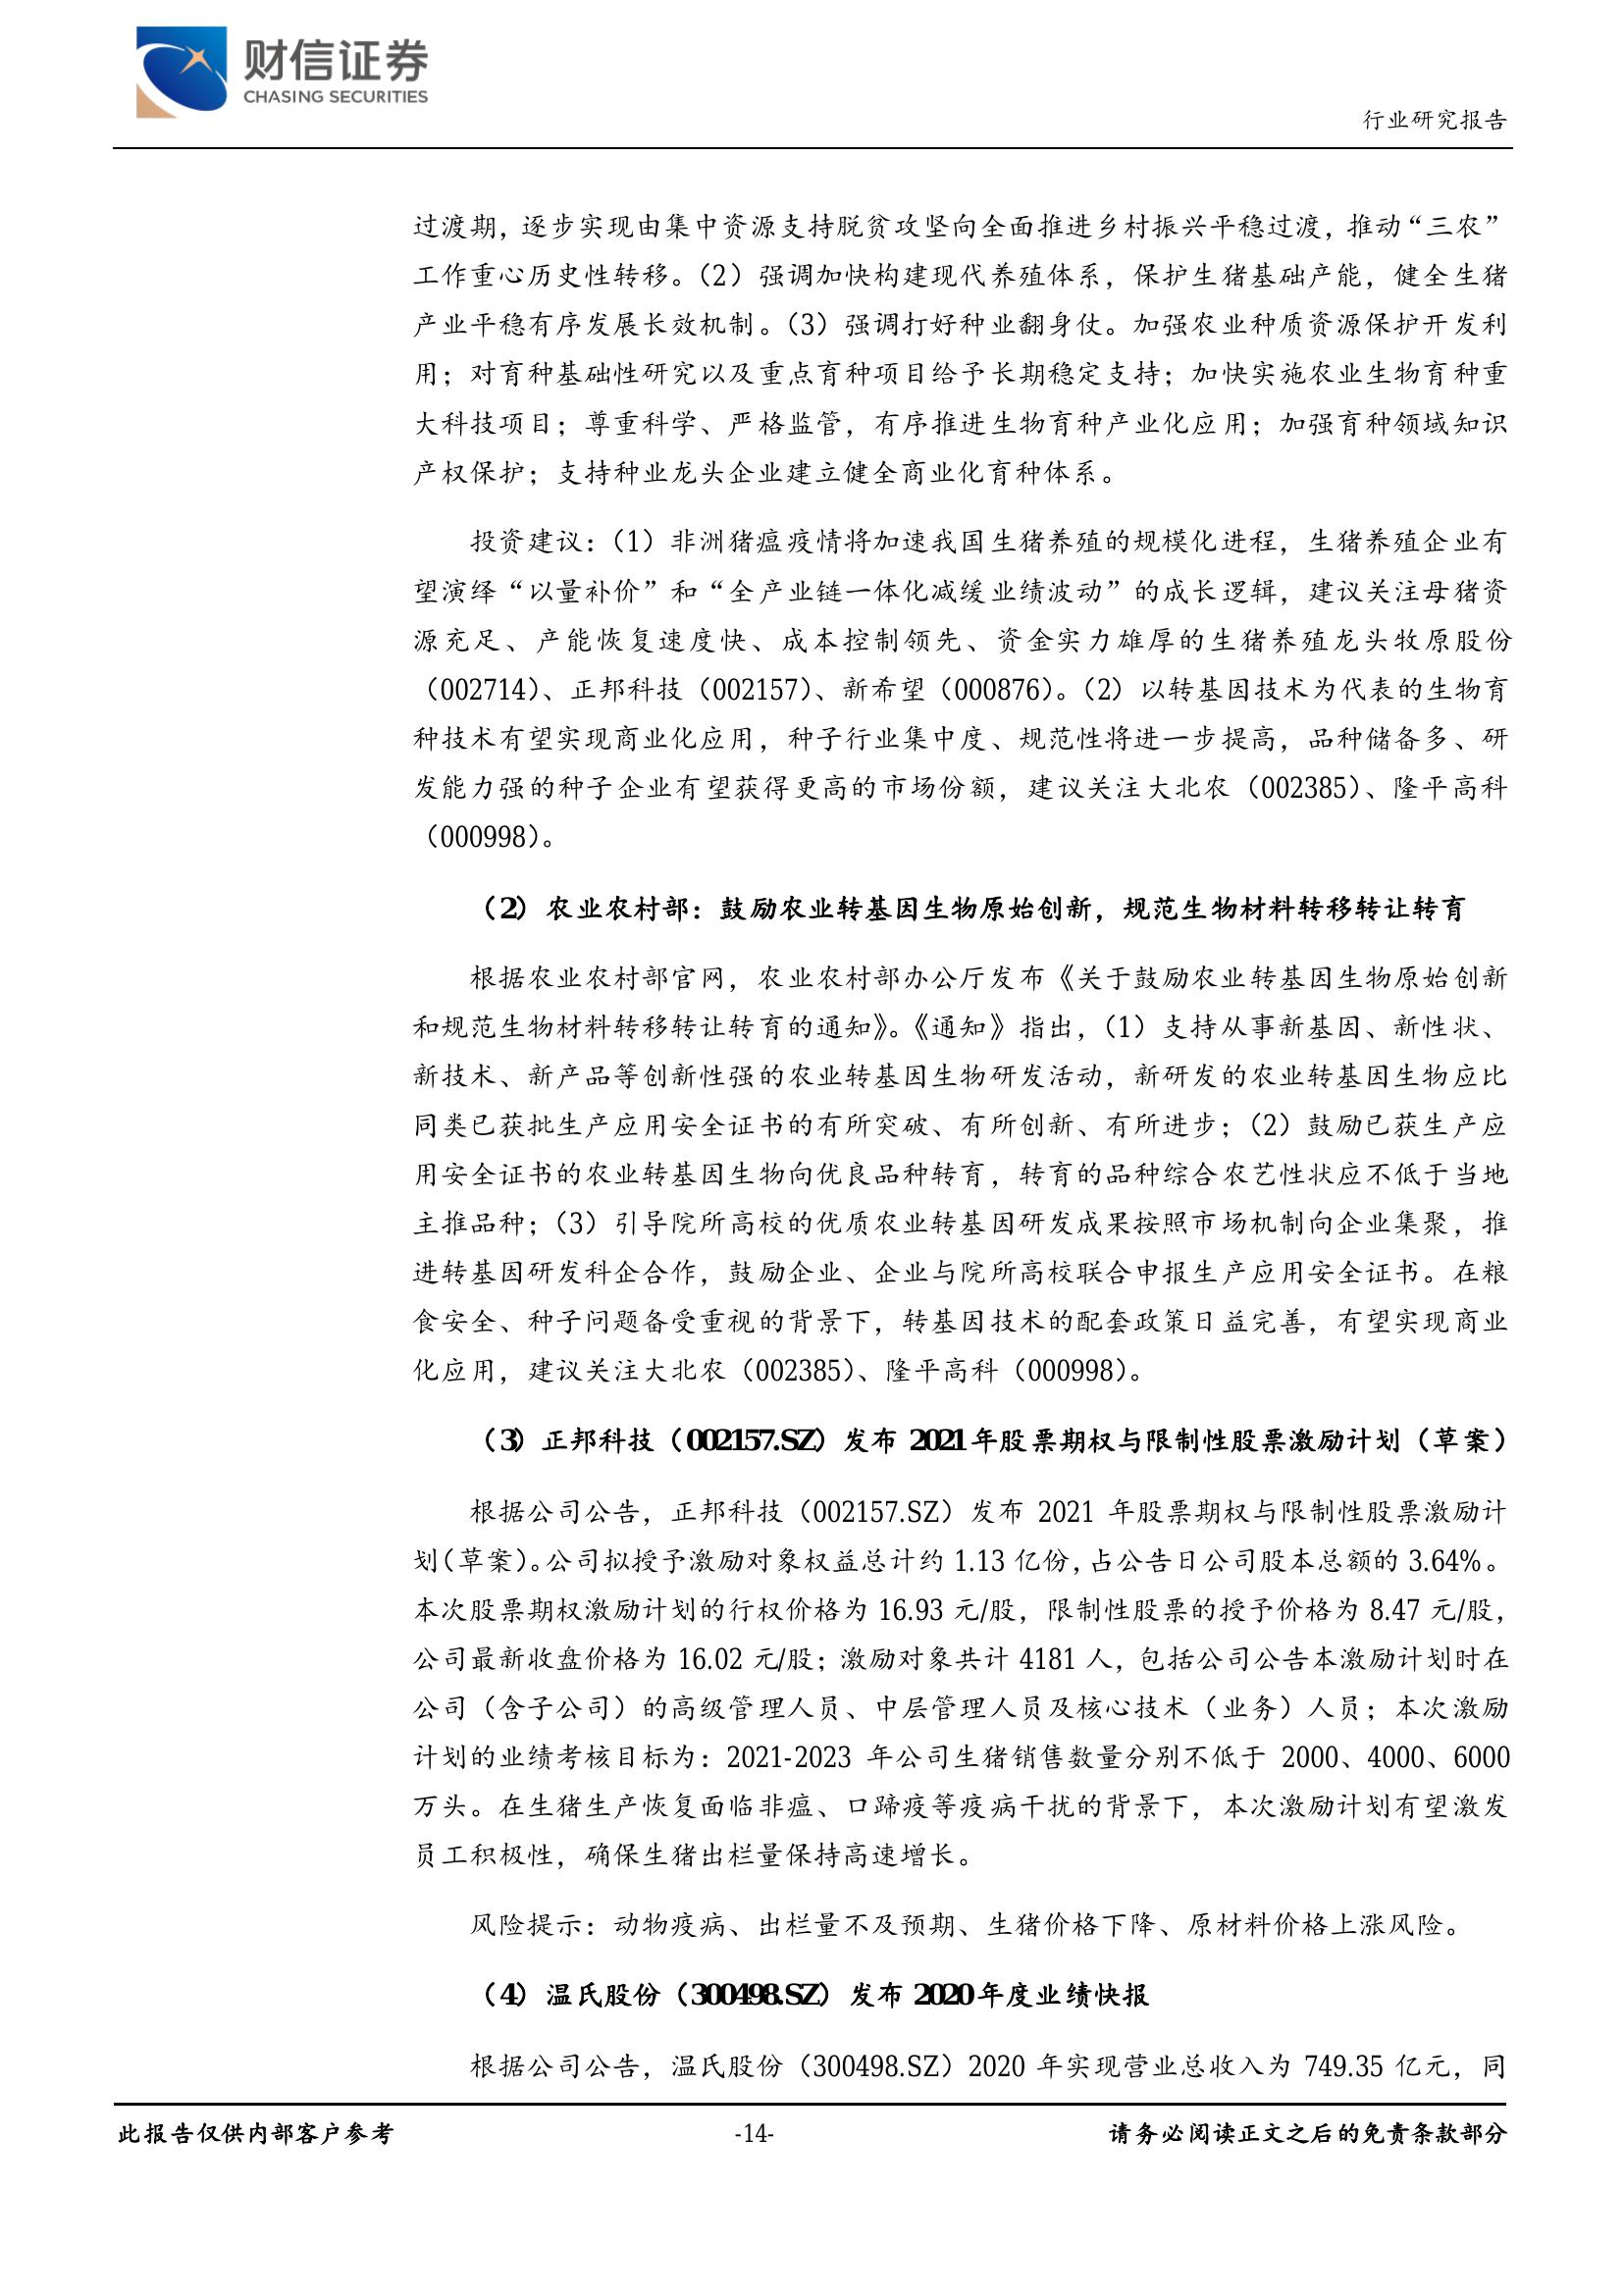 财信证券
CHASING SECURITIES
行业研究报告
过渡期，逐步实现由集中资源支持脱贫攻坚向全面推进乡村振兴平稳过渡，推动“三农”
工作重心历史性转移。（2）强调加快构建现代养殖体系，保护生猪基础产能，健全生猪
产业平稳有序发展长效机制。（3）强调打好种业翻身仗。加强农业种质资源保护开发利
用；对育种基础性研究以及重点育种项目给予长期稳定支持；加快实施农业生物育种重
大科技项目；尊重科学、严格监管，有序推进生物育种产业化应用；加强育种领域知识
产权保护；支持种业龙头企业建立健全商业化育种体系。
投资建议：（1）非洲猪瘟疫情将加速我国生猪养殖的规模化进程，生猪养殖企业有
望演绎“以量补价”和“全产业链一体化减缓业绩波动”的成长逻辑，建议关注母猪资
源充足、产能恢复速度快、成本控制领先、资金实力雄厚的生猪养殖龙头牧原股份
（002714）、正邦科技（002157）、新希望（000876）。（2）以转基因技术为代表的生物育
种技术有望实现商业化应用，种子行业集中度、规范性将进一步提高，品种储备多、研
发能力强的种子企业有望获得更高的市场份额，建议关注大北农（002385）、隆平高科
（000998）。
（2）农业农村部：鼓励农业转基因生物原始创新，规范生物材料转移转让转育
根据农业农村部官网，农业农村部办公厅发布《关于鼓励农业转基因生物原始创新
和规范生物材料转移转让转育的通知》。《通知》指出，（1）支持从事新基因、新性状、
新技术、新产品等创新性强的农业转基因生物研发活动，新研发的农业转基因生物应比
同类已获批生产应用安全证书的有所突破、有所创新、有所进步；（2）鼓励已获生产应
用安全证书的农业转基因生物向优良品种转育，转育的品种综合农艺性状应不低于当地
主推品种；（3）引导院所高校的优质农业转基因研发成果按照市场机制向企业集聚，推
进转基因研发科企合作，鼓励企业、企业与院所高校联合申报生产应用安全证书。在粮
食安全、种子问题备受重视的背景下，转基因技术的配套政策日益完善，有望实现商业
化应用，建议关注大北农（002385）、隆平高科（000998）。
（3）正邦科技（002157.SZ）发布 2021 年股票期权与限制性股票激励计划（草案）
根据公司公告，正邦科技（002157.SZ）发布 2021 年股票期权与限制性股票激励计
划（草案）。公司拟授予激励对象权益总计约 1.13 亿份，占公告日公司股本总额的 3.64%。
本次股票期权激励计划的行权价格为 16.93 元/股，限制性股票的授予价格为 8.47 元/股，
公司最新收盘价格为 16.02 元/股；激励对象共计 4181 人，包括公司公告本激励计划时在
公司（含子公司）的高级管理人员、中层管理人员及核心技术（业务）人员；本次激励
计划的业绩考核目标为：2021-2023 年公司生猪销售数量分别不低于 2000、4000、6000
万头。在生猪生产恢复面临非瘟、口蹄疫等疫病干扰的背景下，本次激励计划有望激发
员工积极性，确保生猪出栏量保持高速增长。
风险提示：动物疫病、出栏量不及预期、生猪价格下降、原材料价格上涨风险。
（4）温氏股份（300498.SZ）发布 2020 年度业绩快报
根据公司公告，温氏股份（300498.SZ）2020 年实现营业总收入为 749.35 亿元，同
此报告仅供内部客户参考
-14-
请务必阅读正文之后的免责条款部分